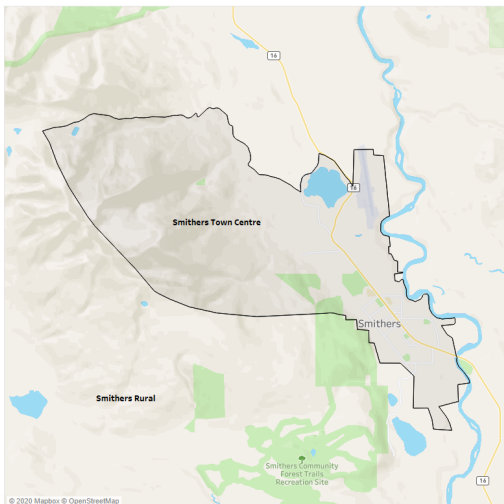 16
16
Smithers Town Centre
Smithers
Smithers Rural
Smithers Community
Forest Trails
Recreation Site
16
© 2020 Mapbox © OpenStreetMap